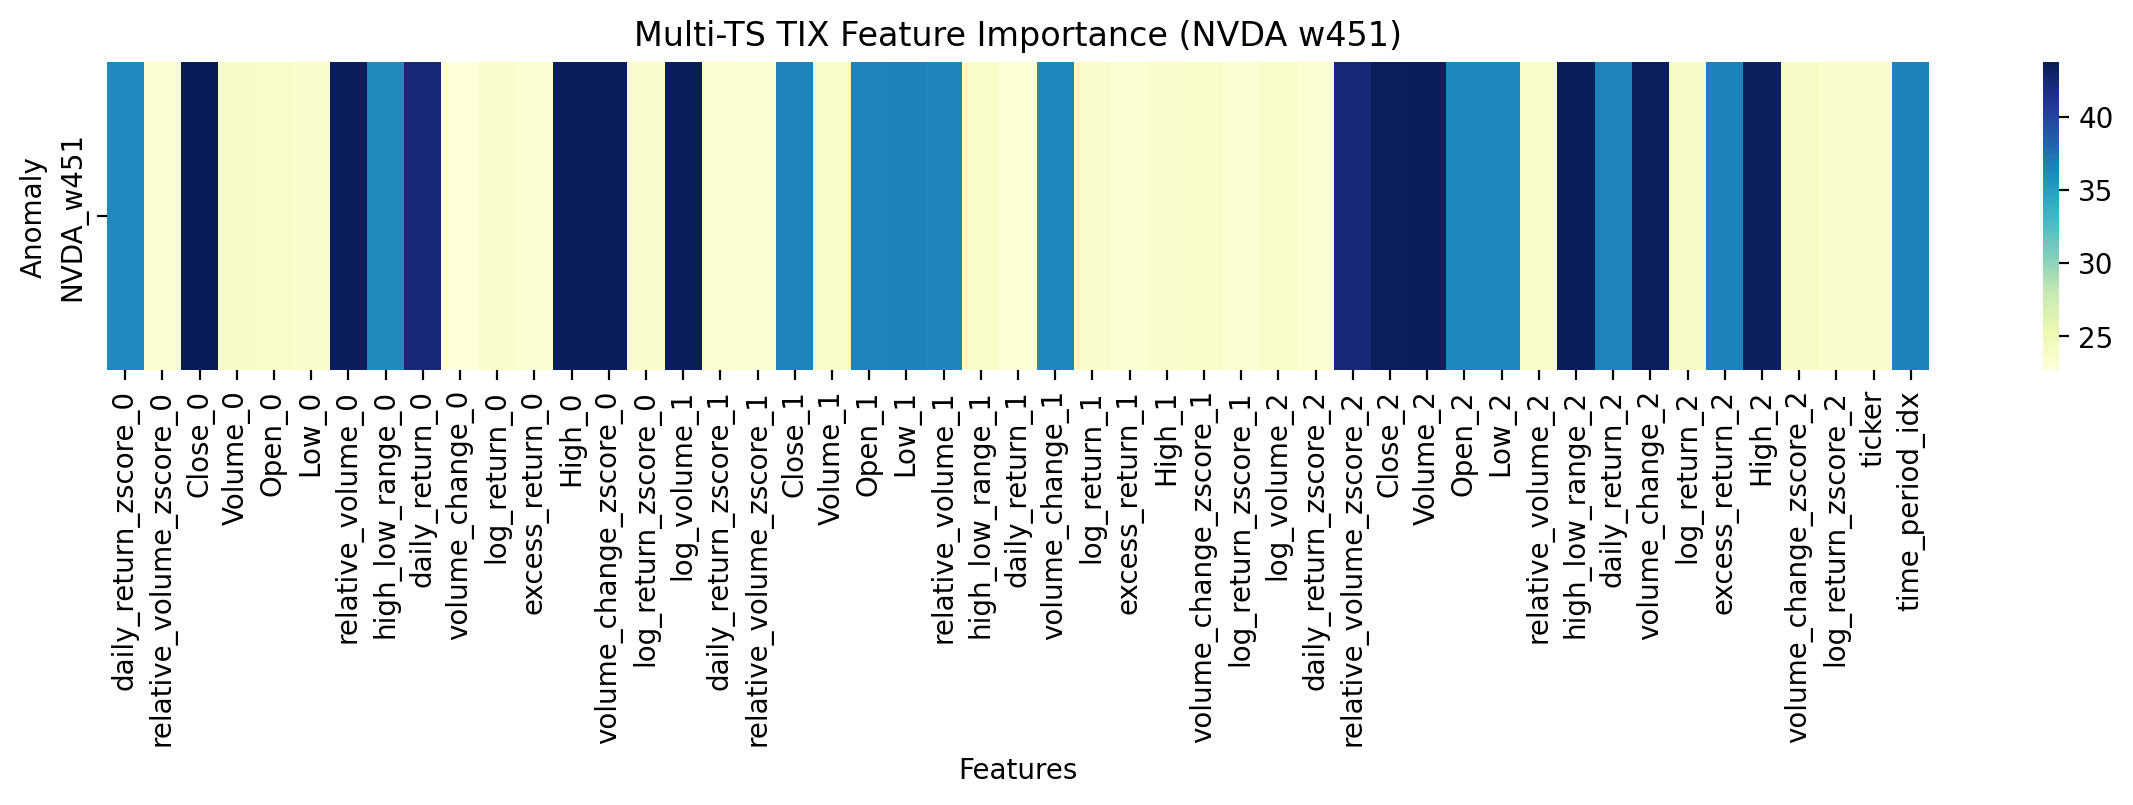 Multi-TS TIX Feature Importance (NVDA w451)
Anomaly
NVDA_w451
40
35
30
25
daily_return_zscore_0
relative_volume_zscore_0
Close_0
Volume_0
Open_0
Low_0
relative_volume_0
high_low_range_0
daily_return_0
volume_change_0
log_return_0
excess_return_0
High_0
volume_change_zscore_0
log_return_zscore_0
log_volume_1
daily_return_zscore_1
relative_volume_zscore_1
Close_1
Volume_1
Open_1
Low_1
relative_volume_1
high_low_range_1
daily_return_1
volume_change_1
log_return_1
excess_return_1
High_1
volume_change_zscore_1
log_return_zscore_1
log_volume_2
daily_return_zscore_2
relative_volume_zscore_2
Close_2
Volume_2
Open_2
Low_2
relative_volume_2
high_low_range_2
daily_return_2
volume_change_2
log_return_2
excess_return_2
High_2
volume_change_zscore_2
log_return_zscore_2
ticker
time_period_idx
Features